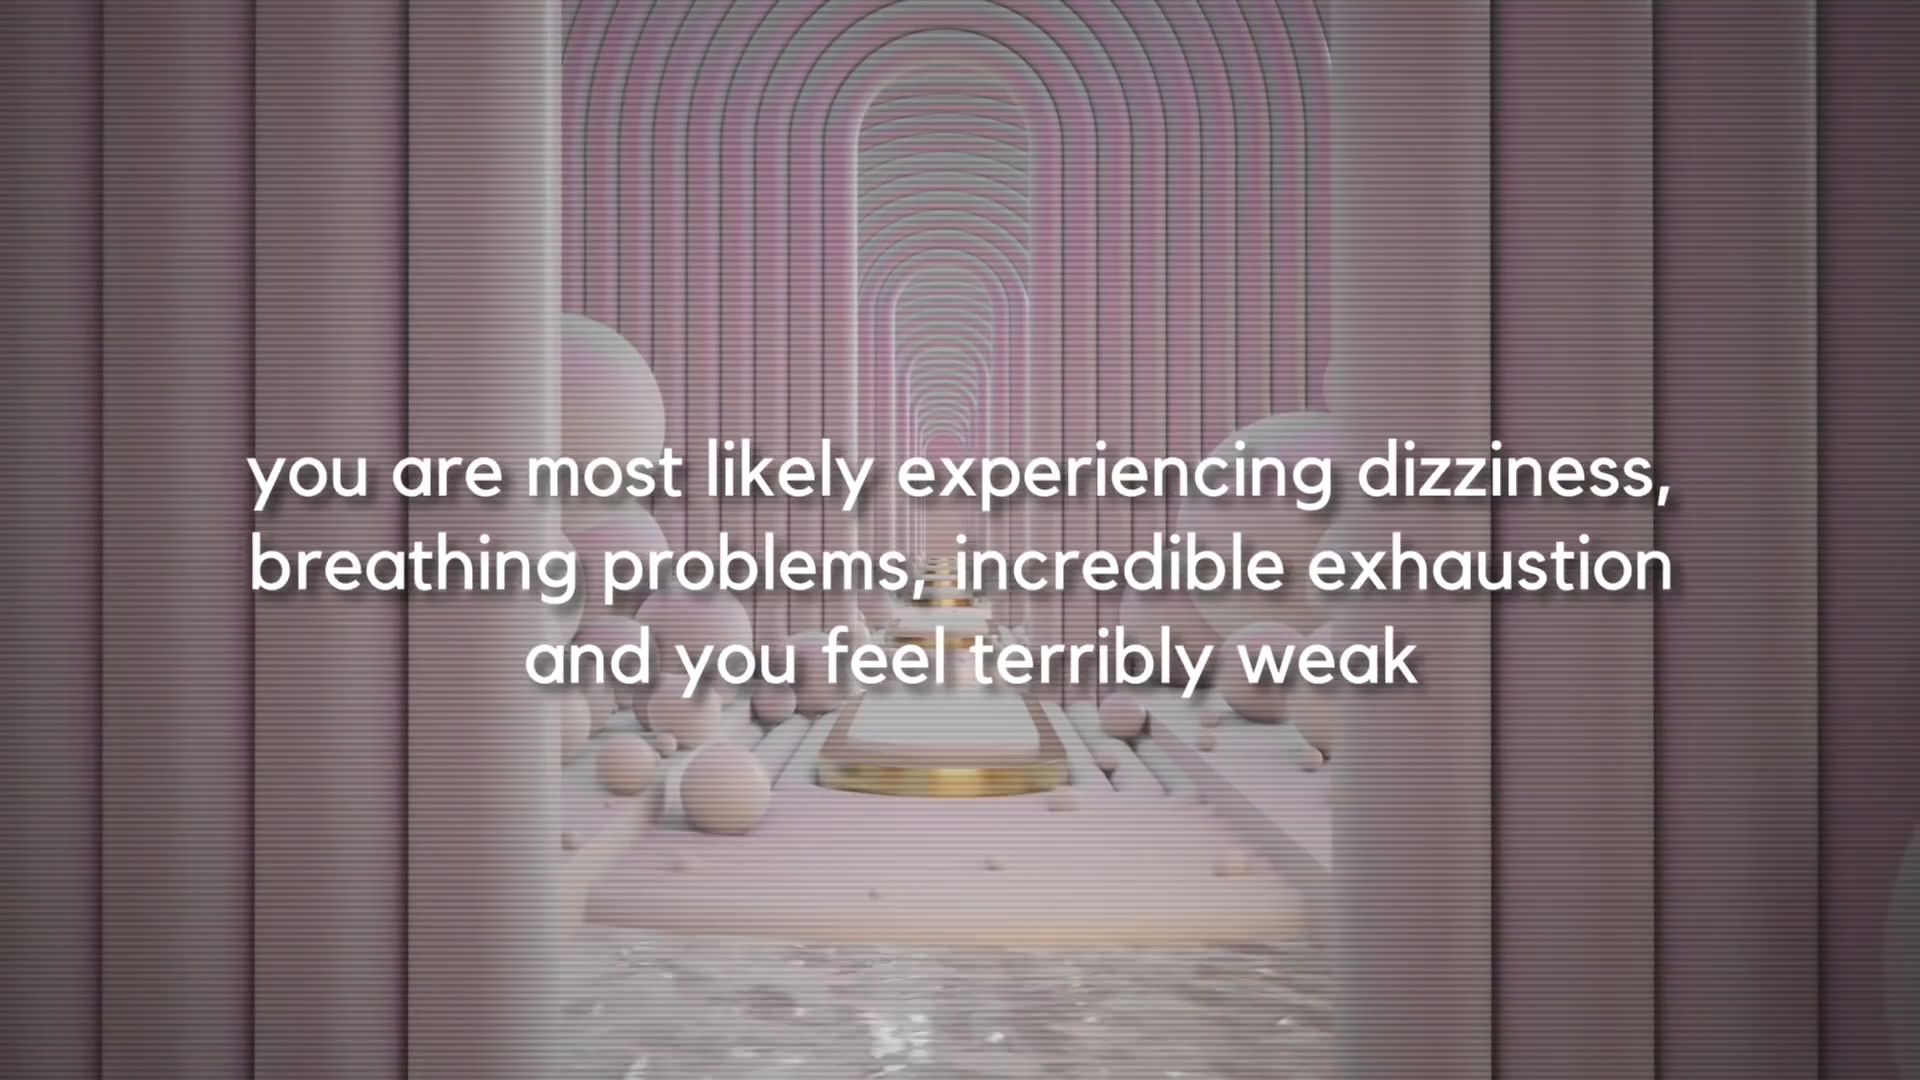 you are most likely experiencing dizziness,
breathing problems, incredible exhaustion
and you feel terribly weak